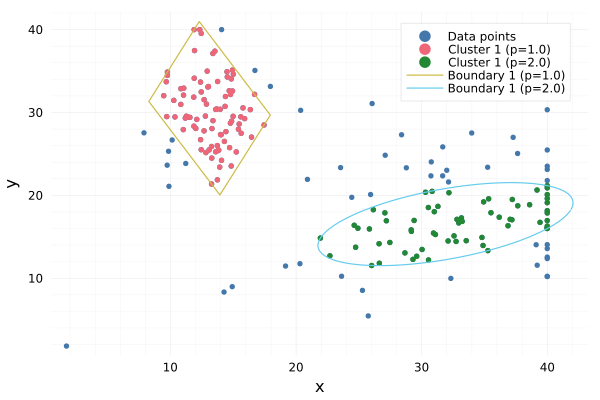 40
30
20
10
y
10
20
30
40
x
Data points
Cluster 1 (p=1.0)
Cluster 1 (p=2.0)
Boundary 1 (p=1.0)
Boundary 1 (p=2.0)